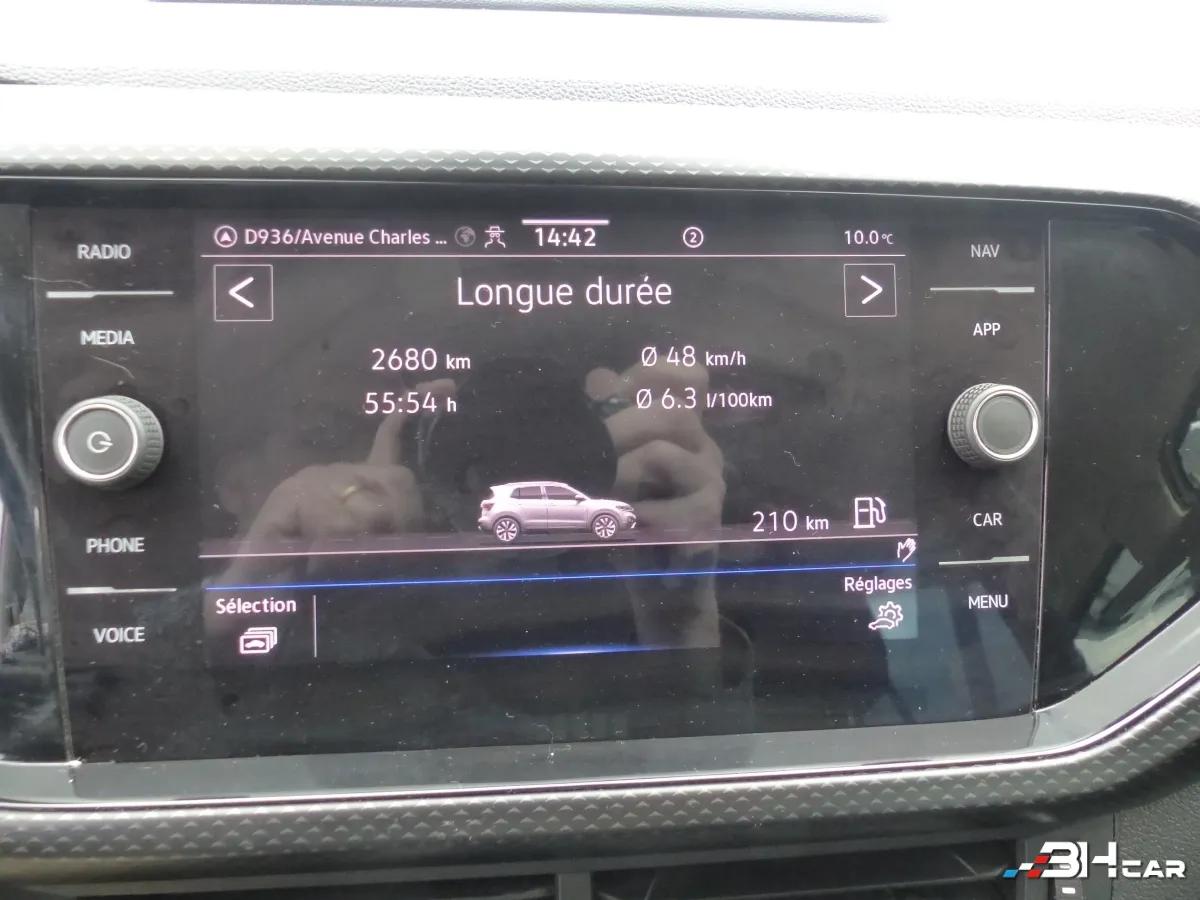 RADIO
MEDIA
PHONE
VOICE
D936/Avenue Charles ... 14:42 2 10.0°C
< Longue durée >
2680 km Ø 48 km/h
55:54 h Ø 6.3 l/100km
210 km
Sélection
Réglages
NAV
APP
CAR
MENU
3HCAR